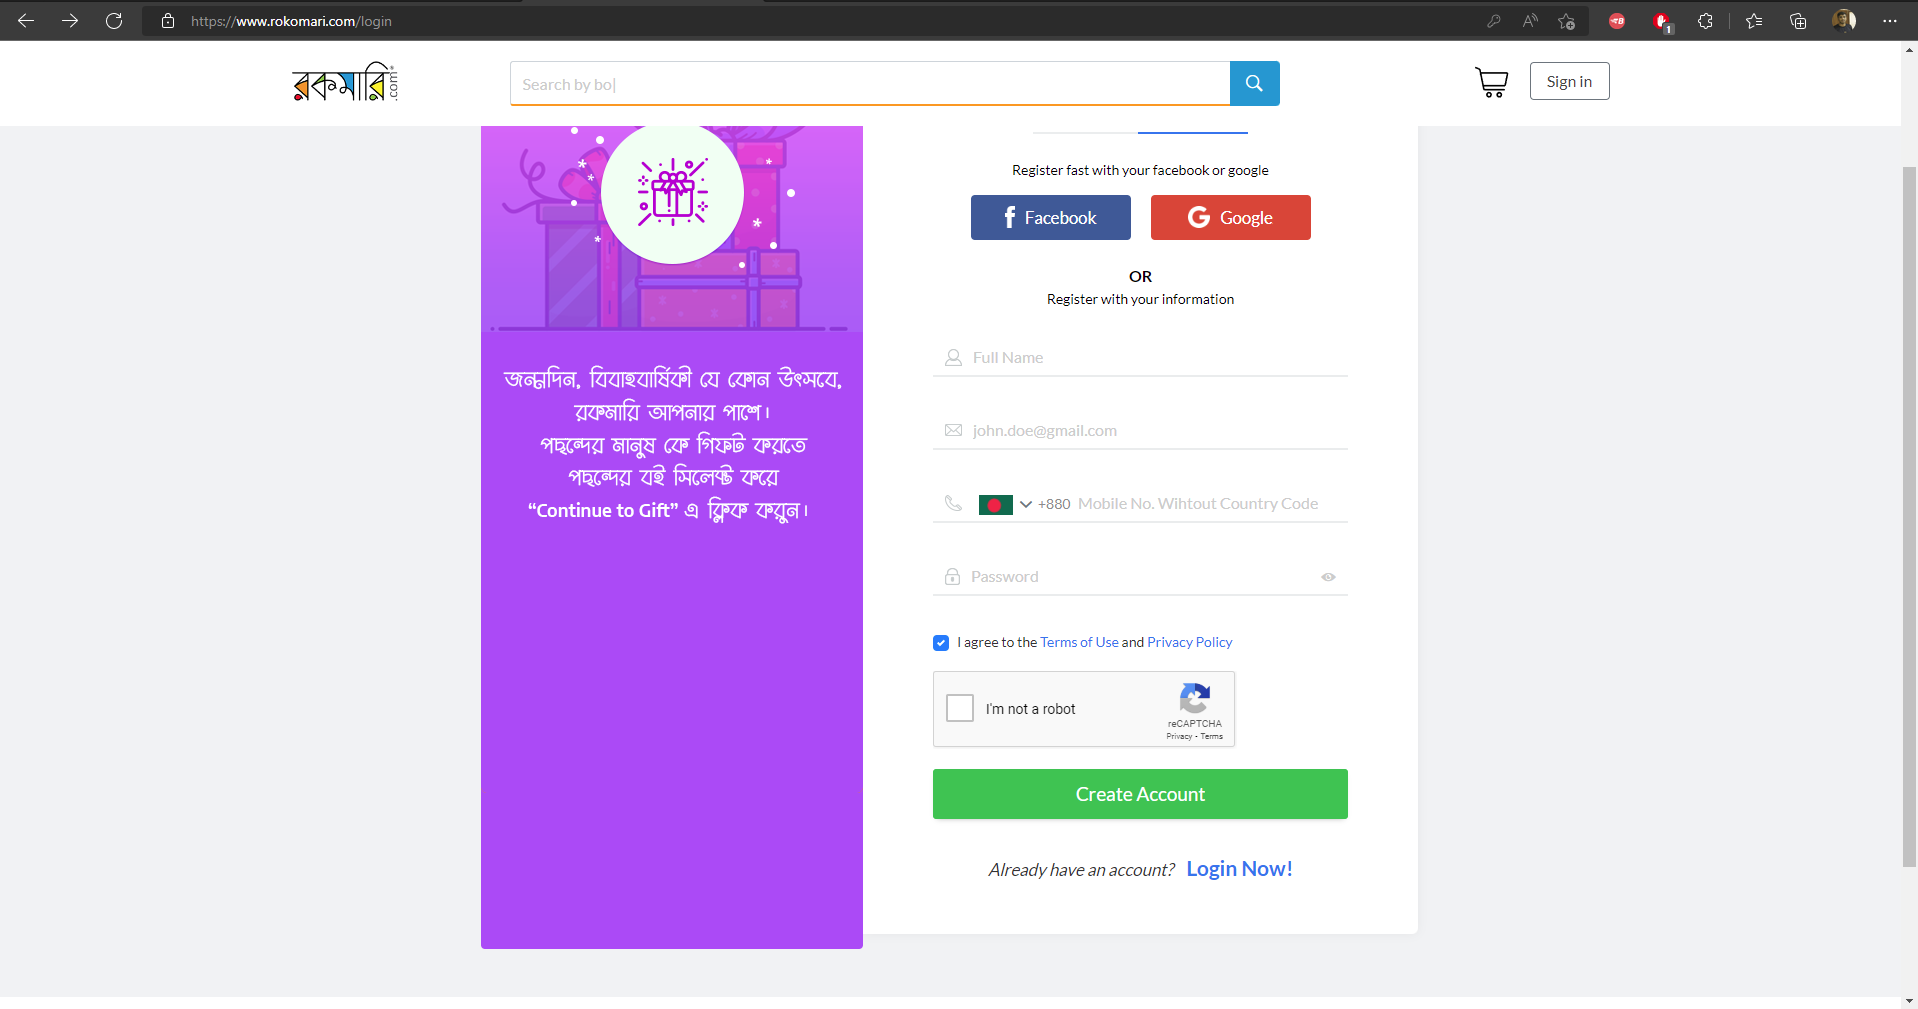 https://www.rokomari.com/login
1
রকমারি.com
Search by bo
Sign in
জন্মদিন, বিবাহবার্ষিকী যে কোন উৎসবে,
রকমারি আপনার পাশে।
পছন্দের মানুষ কে গিফট করতে
পছন্দের বই সিলেক্ট করে
“Continue to Gift” এ ক্লিক করুন।
Register fast with your facebook or google
f Facebook
G Google
OR
Register with your information
Full Name
john.doe@gmail.com
+880 Mobile No. Wihtout Country Code
Password
I agree to the Terms of Use and Privacy Policy
I'm not a robot
reCAPTCHA
Privacy - Terms
Create Account
Already have an account? Login Now!